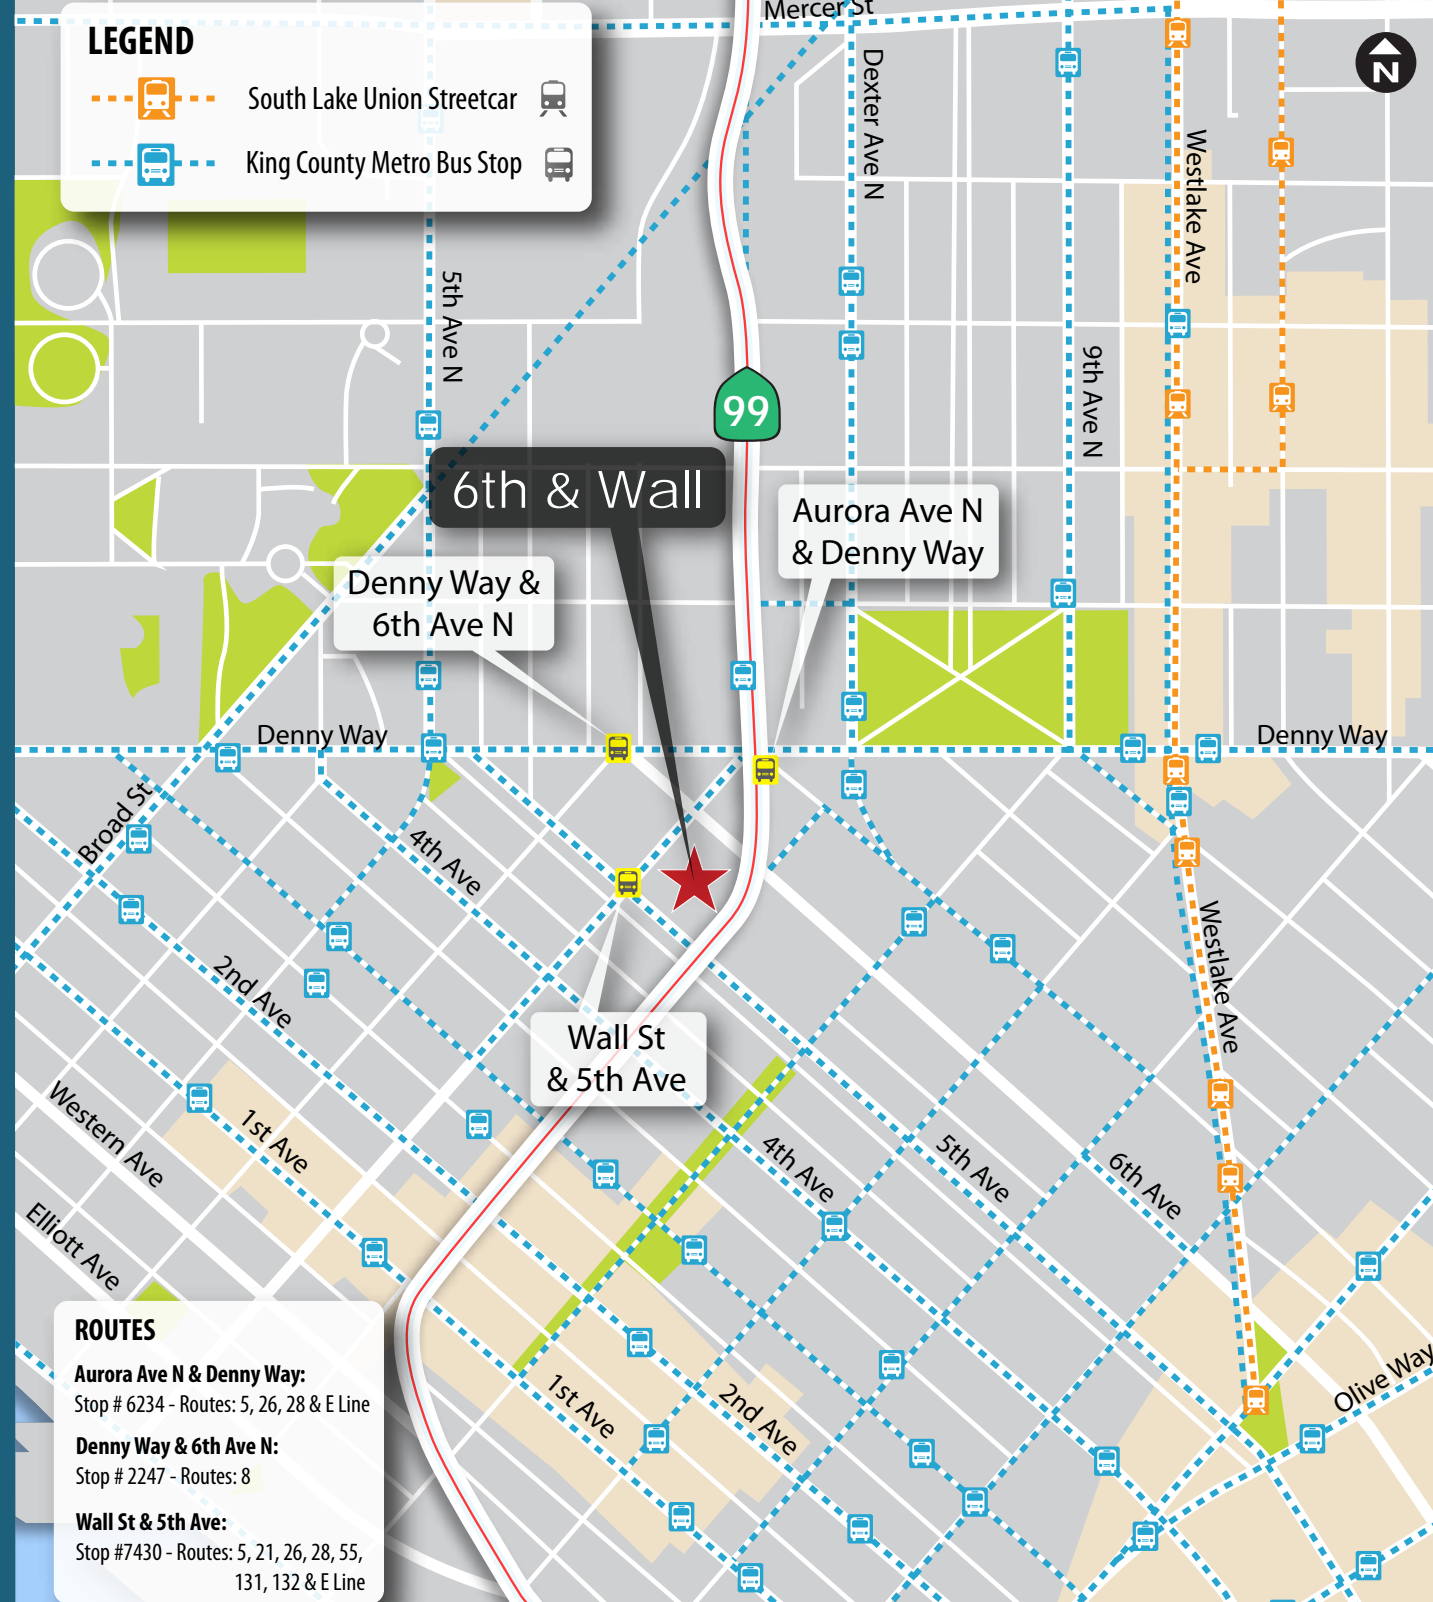 Mercer St
LEGEND
South Lake Union Streetcar
King County Metro Bus Stop
N
Dexter Ave N
Westlake Ave
5th Ave N
9th Ave N
99
6th & Wall
Aurora Ave N
& Denny Way
Denny Way &
6th Ave N
Denny Way
Denny Way
Broad St
4th Ave
2nd Ave
Westlake Ave
Wall St
& 5th Ave
Western Ave
1st Ave
4th Ave
5th Ave
6th Ave
Elliott Ave
ROUTES
Aurora Ave N & Denny Way:
Stop # 6234 - Routes: 5, 26, 28 & E Line
Denny Way & 6th Ave N:
Stop # 2247 - Routes: 8
Wall St & 5th Ave:
Stop #7430 - Routes: 5, 21, 26, 28, 55,
131, 132 & E Line
1st Ave
2nd Ave
Olive Way